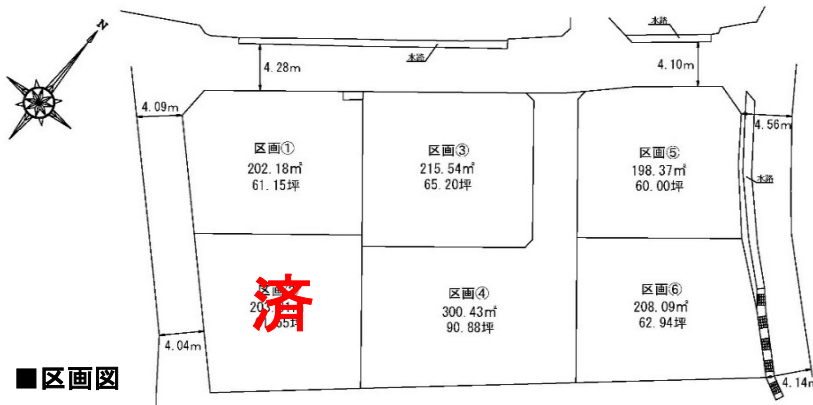 N
水路
水路
4.28m
4.10m
4.09m
4.56m
区画①
202.18㎡
61.15坪
区画③
215.54㎡
65.20坪
区画⑤
198.37㎡
60.00坪
水路
済
区画④
300.43㎡
90.88坪
区画⑥
208.09㎡
62.94坪
4.04m
4.14m
■区画図